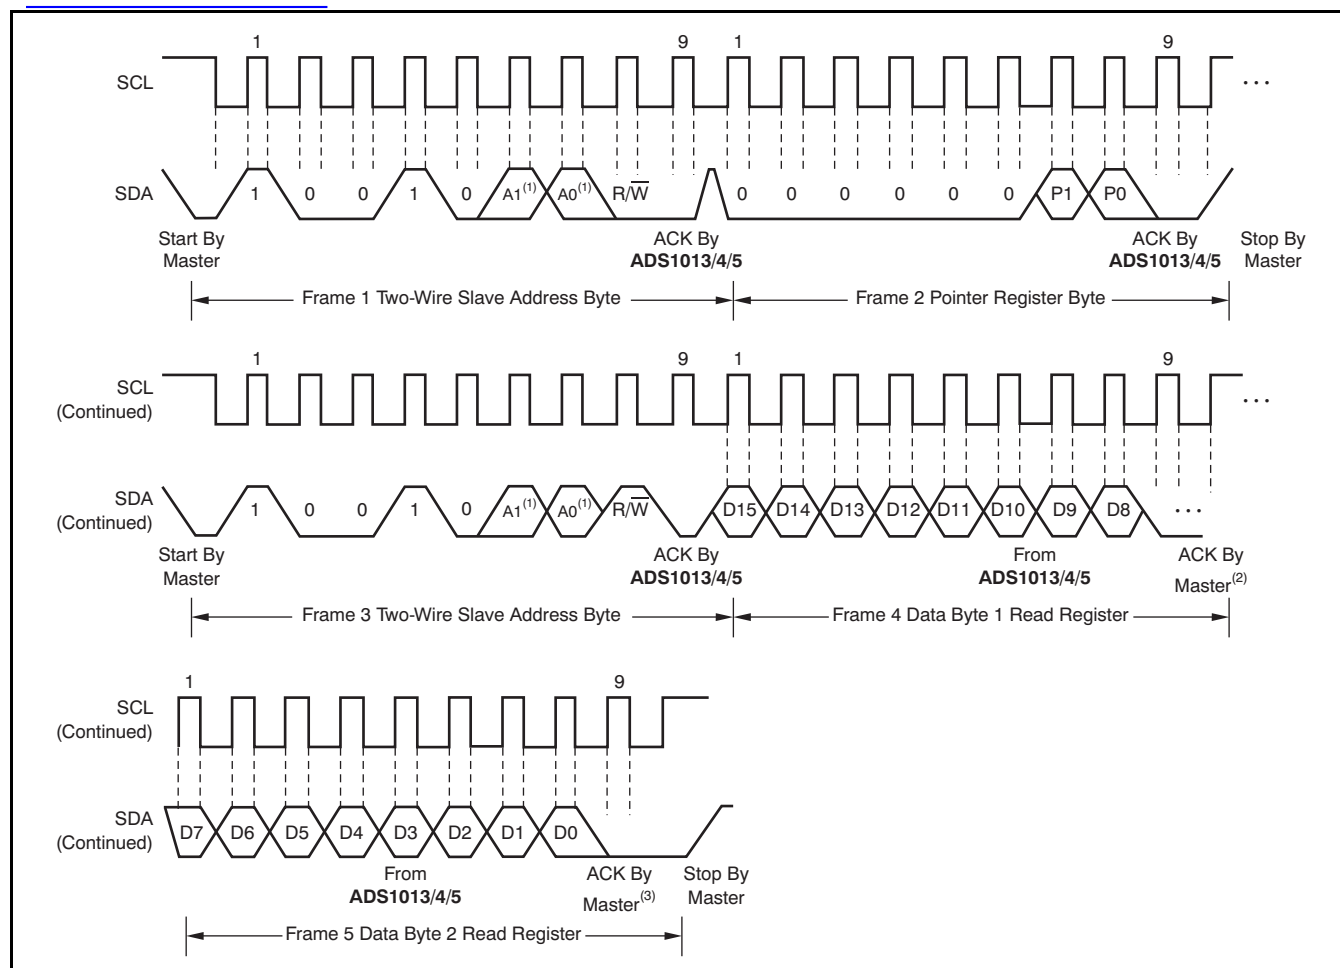 1 9 1 9
SCL ...
SDA 1 0 0 1 0 A1(1) A0(1) R/W 0 0 0 0 0 0 P1 P0
Start By Master ACK By ADS1013/4/5 ACK By ADS1013/4/5 Stop By Master
Frame 1 Two-Wire Slave Address Byte Frame 2 Pointer Register Byte
1 9 1 9
SCL (Continued) ...
SDA (Continued) 1 0 0 1 0 A1(1) A0(1) R/W D15 D14 D13 D12 D11 D10 D9 D8 ...
Start By Master ACK By ADS1013/4/5 From ADS1013/4/5 ACK By Master(2)
Frame 3 Two-Wire Slave Address Byte Frame 4 Data Byte 1 Read Register
1 9
SCL (Continued)
SDA (Continued) D7 D6 D5 D4 D3 D2 D1 D0
From ADS1013/4/5 ACK By Master(3) Stop By Master
Frame 5 Data Byte 2 Read Register